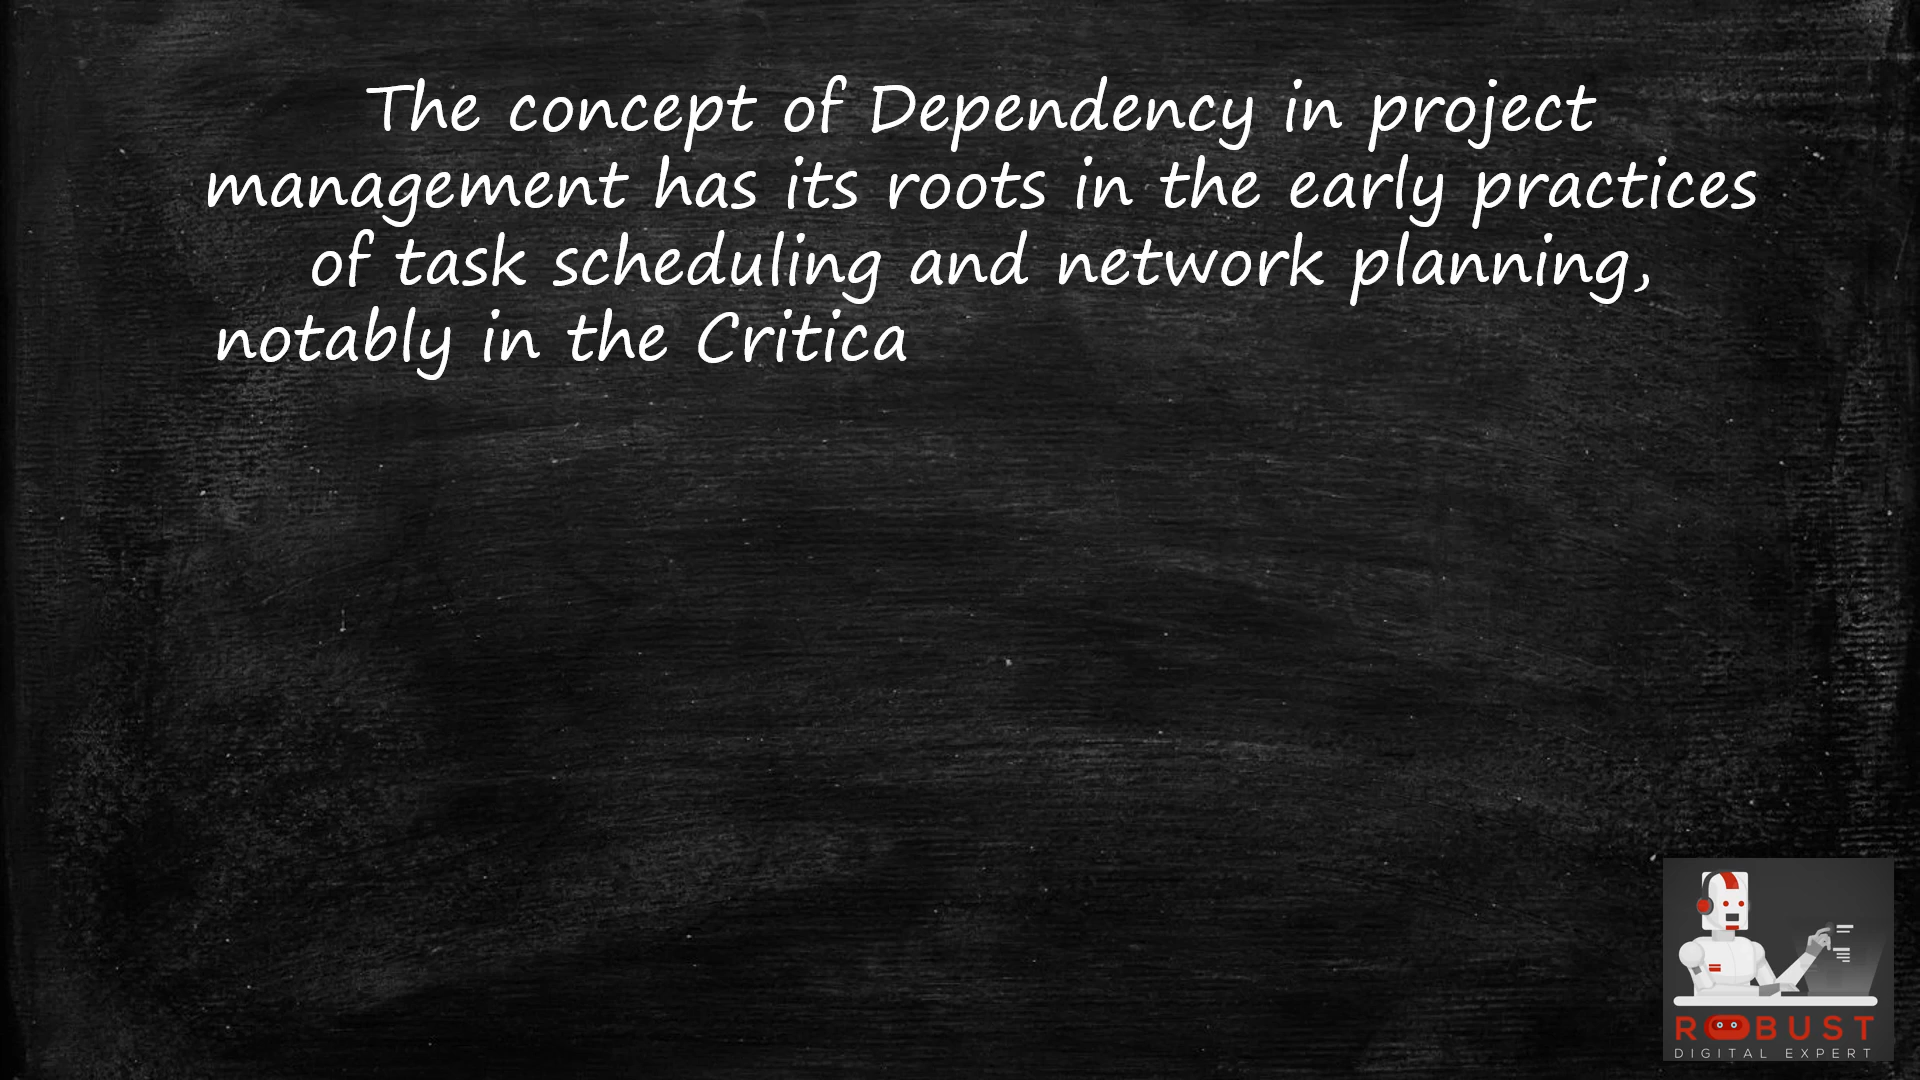 The concept of Dependency in project
management has its roots in the early practices
of task scheduling and network planning,
notably in the Critica
ROBUST
DIGITAL EXPERT